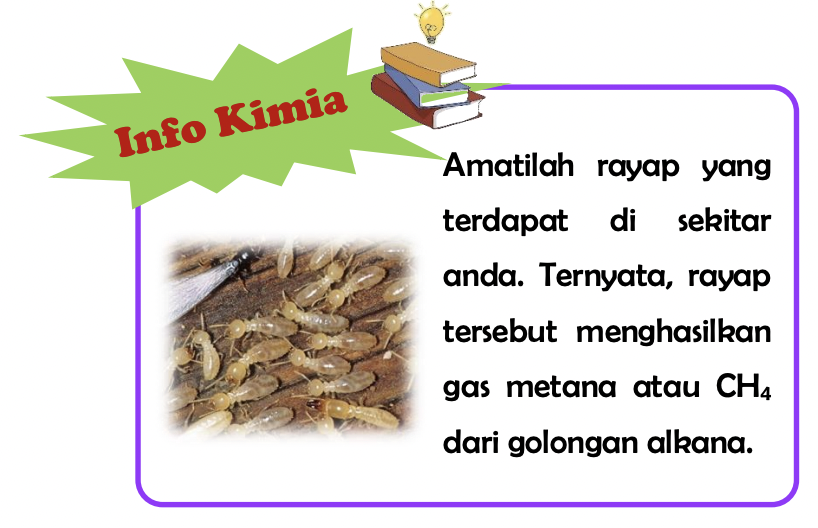 Info Kimia
Amatilah rayap yang
terdapat di sekitar
anda. Ternyata, rayap
tersebut menghasilkan
gas metana atau CH₄
dari golongan alkana.